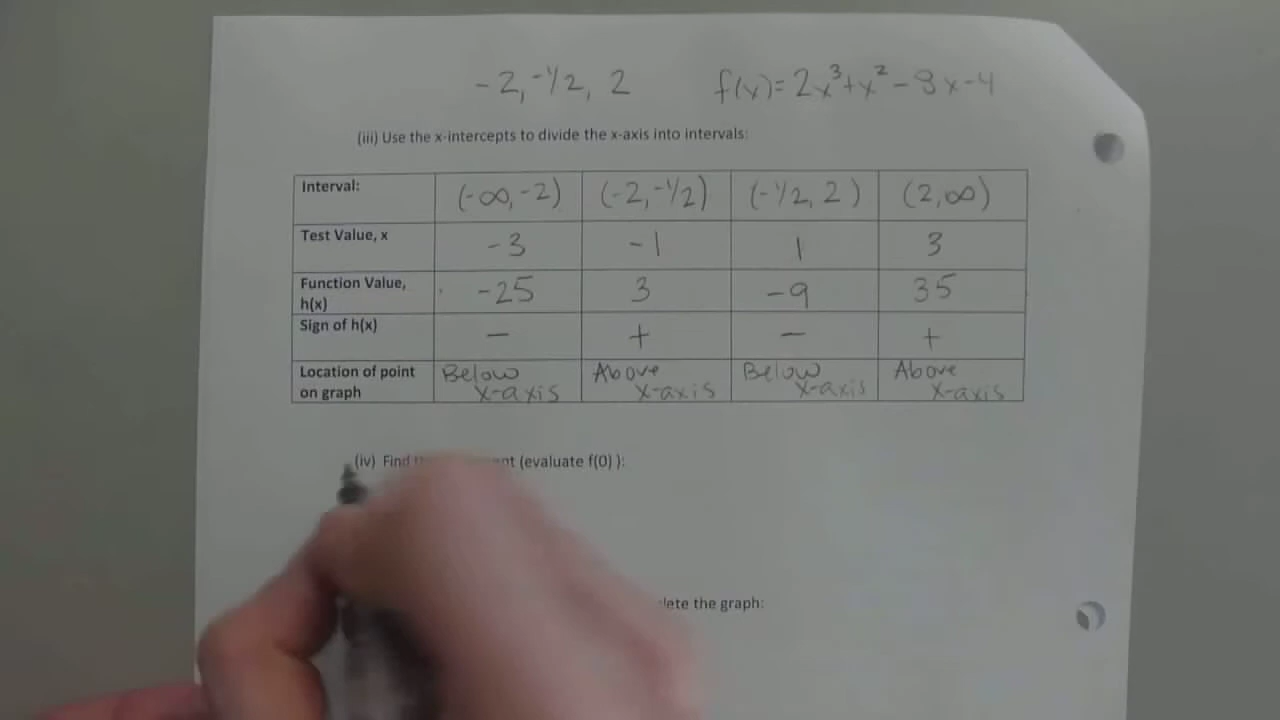 -2, -1/2, 2 f(x)=2x³+x²-8x-4
(iii) Use the x-intercepts to divide the x-axis into intervals:
Interval: (-∞,-2) (-2,-1/2) (-1/2, 2) (2,∞)
Test Value, x -3 -1 1 3
Function Value, h(x) -25 3 -9 35
Sign of h(x) - + - +
Location of point on graph Below x-axis Above x-axis Below x-axis Above x-axis
(iv) Find (evaluate f(0) ):
the graph: